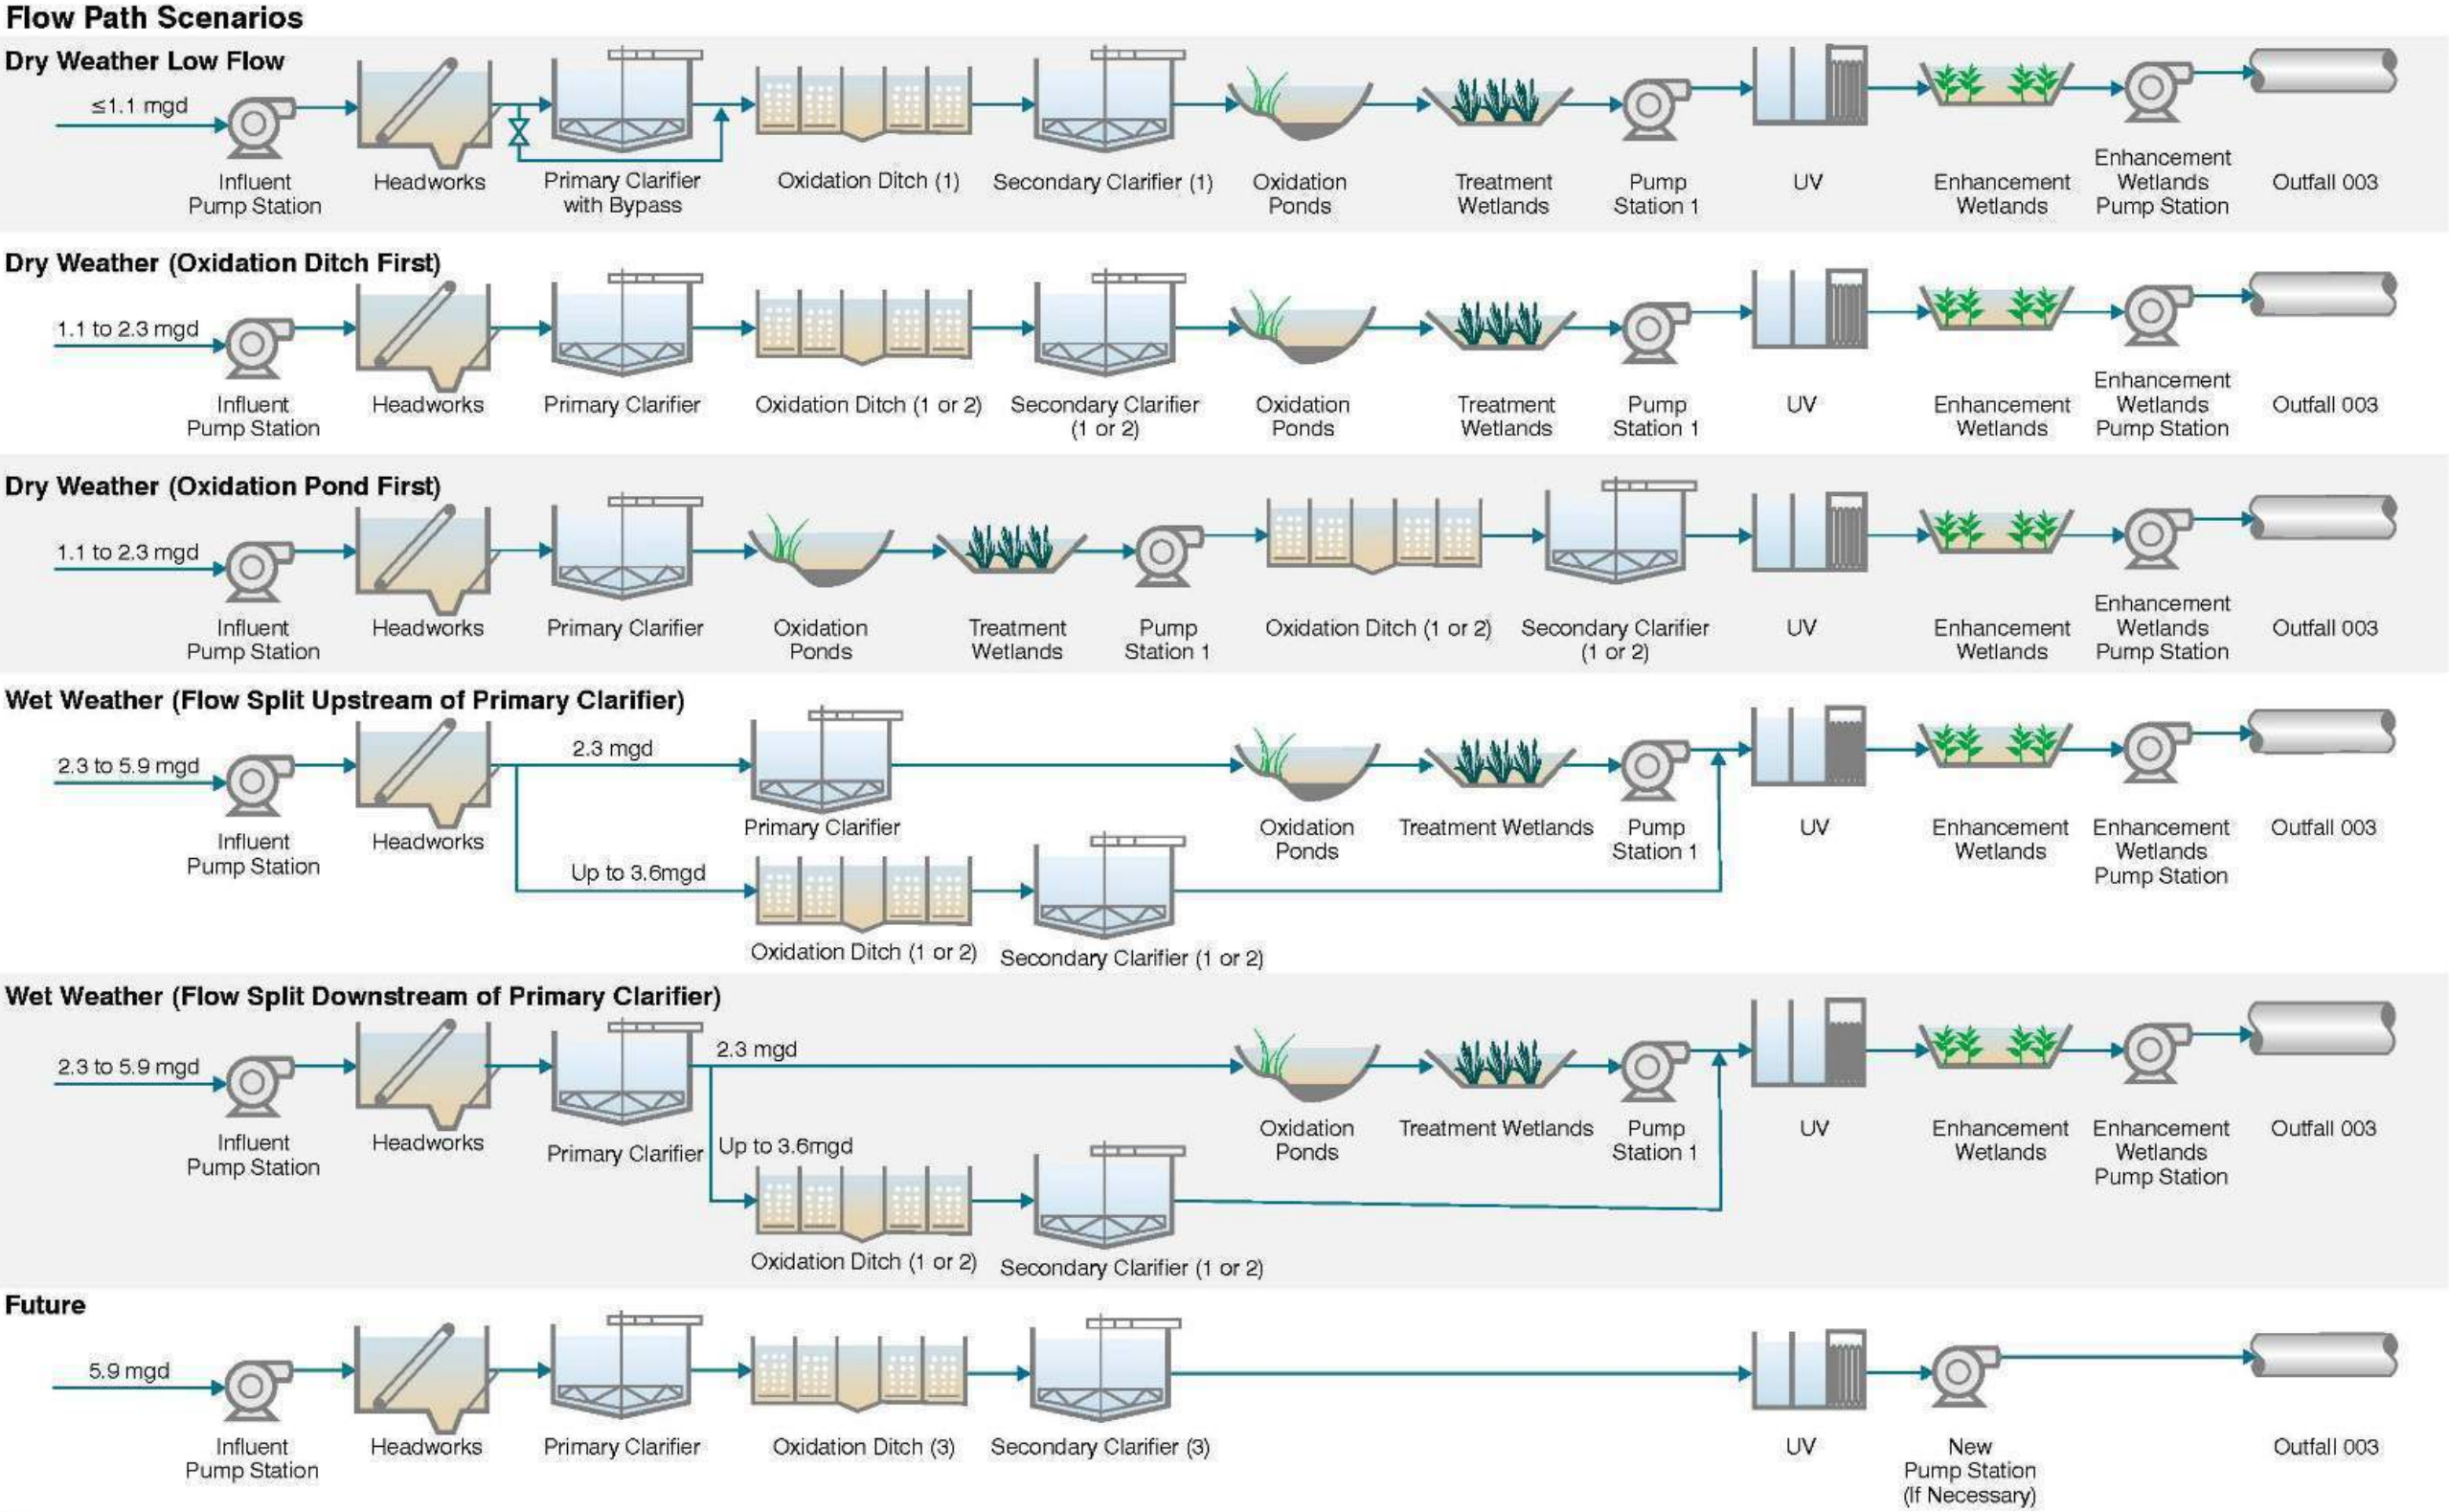 Flow Path Scenarios
Dry Weather Low Flow
≤1.1 mgd
Influent
Pump Station
Headworks
Primary Clarifier
with Bypass
Oxidation Ditch (1)
Secondary Clarifier (1)
Oxidation
Ponds
Treatment
Wetlands
Pump
Station 1
UV
Enhancement
Wetlands
Enhancement
Wetlands
Pump Station
Outfall 003
Dry Weather (Oxidation Ditch First)
1.1 to 2.3 mgd
Influent
Pump Station
Headworks
Primary Clarifier
Oxidation Ditch (1 or 2)
Secondary Clarifier
(1 or 2)
Oxidation
Ponds
Treatment
Wetlands
Pump
Station 1
UV
Enhancement
Wetlands
Enhancement
Wetlands
Pump Station
Outfall 003
Dry Weather (Oxidation Pond First)
1.1 to 2.3 mgd
Influent
Pump Station
Headworks
Primary Clarifier
Oxidation
Ponds
Treatment
Wetlands
Pump
Station 1
Oxidation Ditch (1 or 2)
Secondary Clarifier
(1 or 2)
UV
Enhancement
Wetlands
Enhancement
Wetlands
Pump Station
Outfall 003
Wet Weather (Flow Split Upstream of Primary Clarifier)
2.3 to 5.9 mgd
Influent
Pump Station
Headworks
2.3 mgd
Primary Clarifier
Up to 3.6mgd
Oxidation Ditch (1 or 2)
Secondary Clarifier (1 or 2)
Oxidation
Ponds
Treatment Wetlands
Pump
Station 1
UV
Enhancement
Wetlands
Enhancement
Wetlands
Pump Station
Outfall 003
Wet Weather (Flow Split Downstream of Primary Clarifier)
2.3 to 5.9 mgd
Influent
Pump Station
Headworks
Primary Clarifier
2.3 mgd
Up to 3.6mgd
Oxidation Ditch (1 or 2)
Secondary Clarifier (1 or 2)
Oxidation
Ponds
Treatment Wetlands
Pump
Station 1
UV
Enhancement
Wetlands
Enhancement
Wetlands
Pump Station
Outfall 003
Future
5.9 mgd
Influent
Pump Station
Headworks
Primary Clarifier
Oxidation Ditch (3)
Secondary Clarifier (3)
UV
New
Pump Station
(If Necessary)
Outfall 003